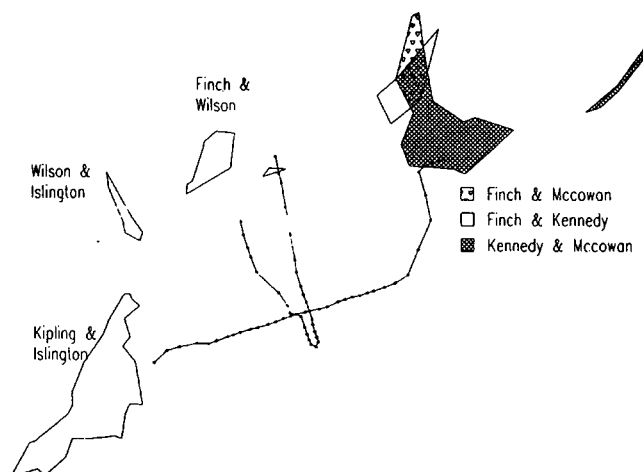 Finch &
Wilson
Wilson &
Islington
Finch & Mccowan
Finch & Kennedy
Kennedy & Mccowan
Kipling &
Islington